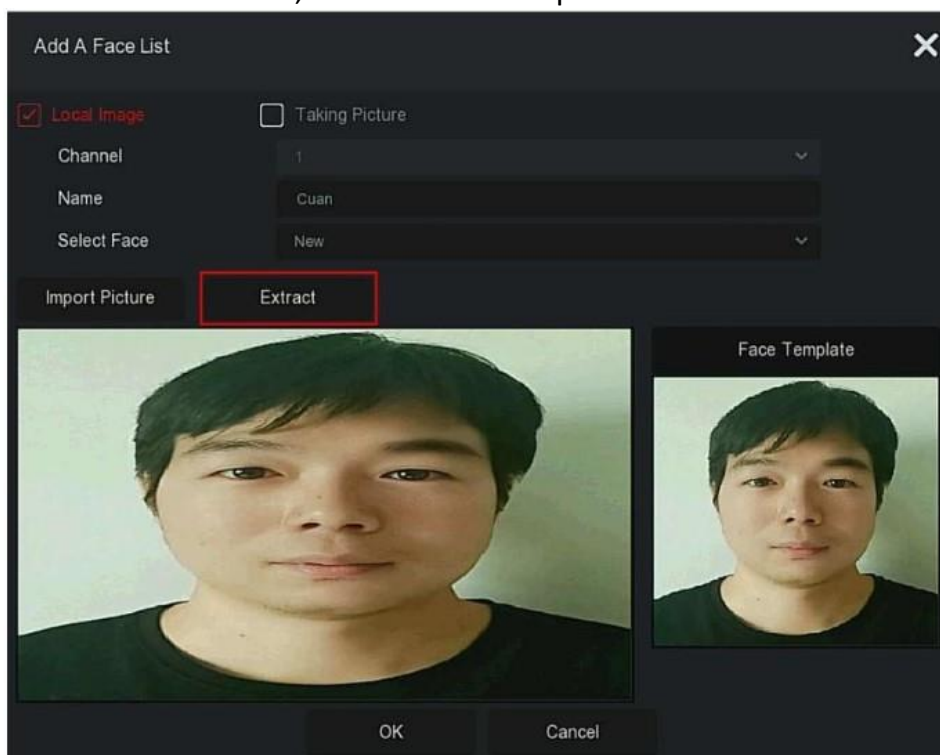 Add A Face List
Local Image Taking Picture
Channel 1
Name Cuan
Select Face New
Import Picture Extract
Face Template
OK Cancel